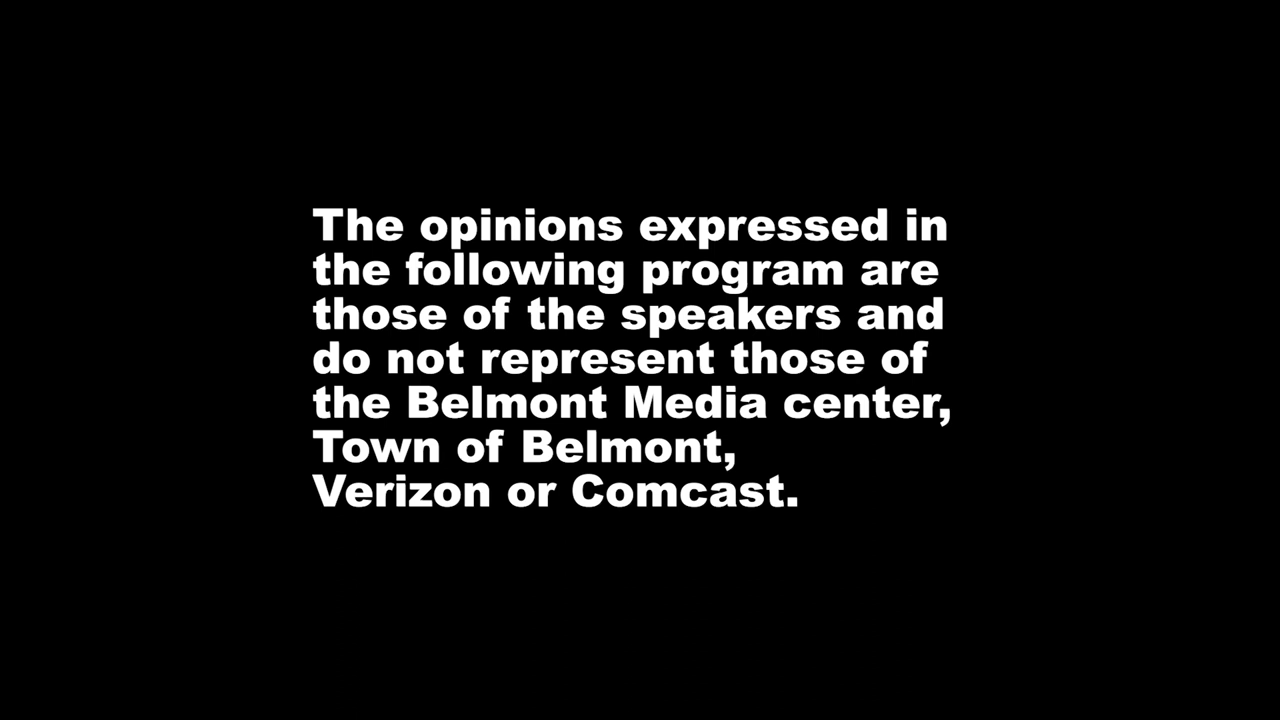 The opinions expressed in
the following program are
those of the speakers and
do not represent those of
the Belmont Media center,
Town of Belmont,
Verizon or Comcast.